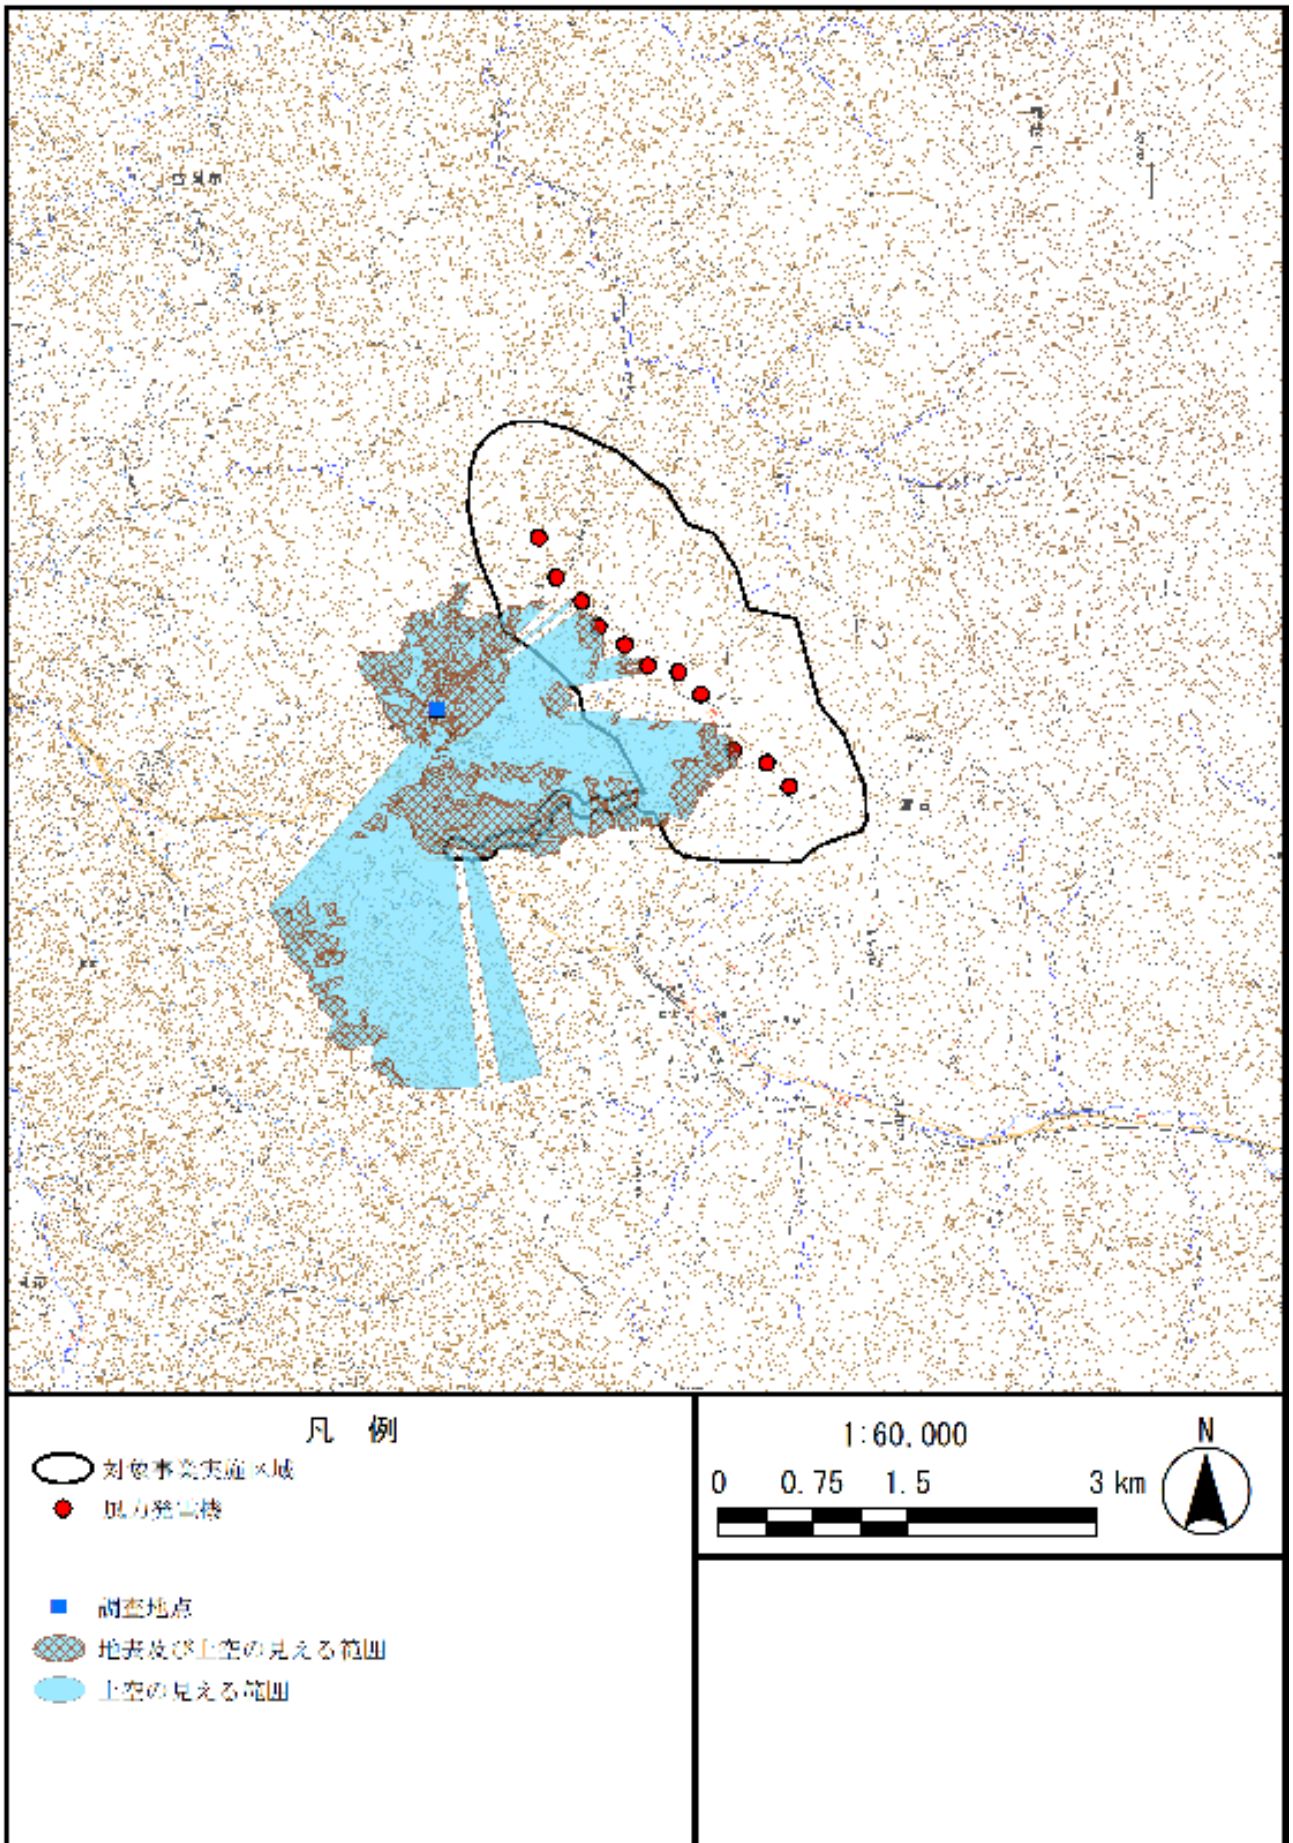 凡 例
対象事業実施区域
風力発電機
調査地点
地表及び上空の見える範囲
上空の見える範囲
1:60,000
0 0.75 1.5 3 km
N